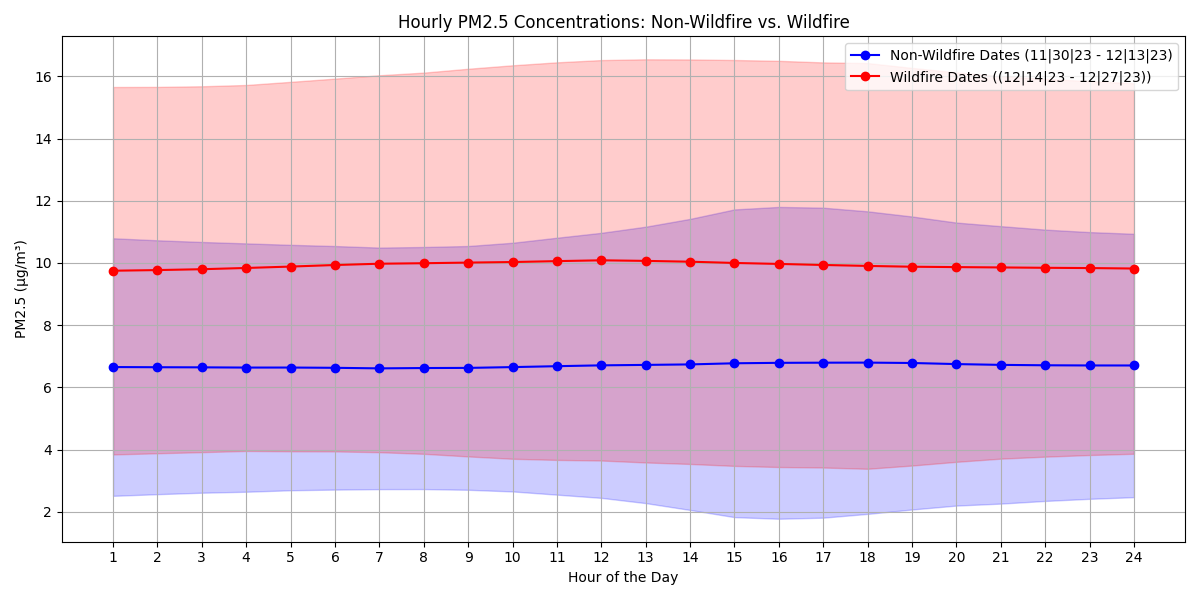 Hourly PM2.5 Concentrations: Non-Wildfire vs. Wildfire
Non-Wildfire Dates (11|30|23 - 12|13|23)
Wildfire Dates ((12|14|23 - 12|27|23))
PM2.5 (µg/m³)
16
14
12
10
8
6
4
2
1 2 3 4 5 6 7 8 9 10 11 12 13 14 15 16 17 18 19 20 21 22 23 24
Hour of the Day